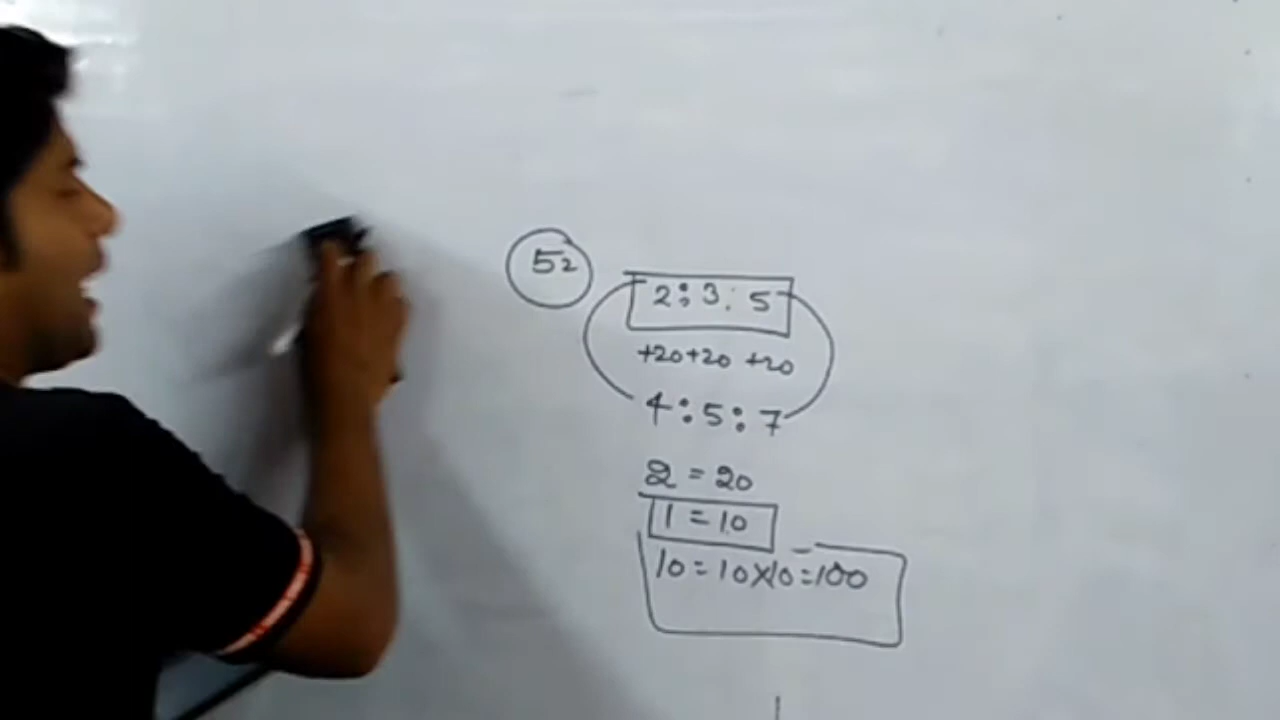 52
2:3:5
+20+20 +20
4:5:7
2 = 20
1 = 10
10 = 10×10=100